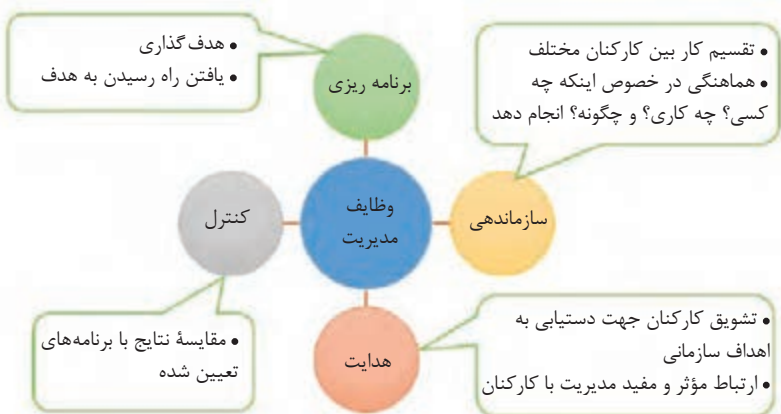 • هدف‌گذاری
• یافتن راه رسیدن به هدف
برنامه ریزی
• تقسیم کار بین کارکنان مختلف
• هماهنگی در خصوص اینکه چه
کسی؟ چه کاری؟ و چگونه؟ انجام دهد
سازماندهی
وظایف
مدیریت
کنترل
• مقایسهٔ نتایج با برنامه‌های
تعیین شده
هدایت
• تشویق کارکنان جهت دستیابی به
اهداف سازمانی
• ارتباط مؤثر و مفید مدیریت با کارکنان